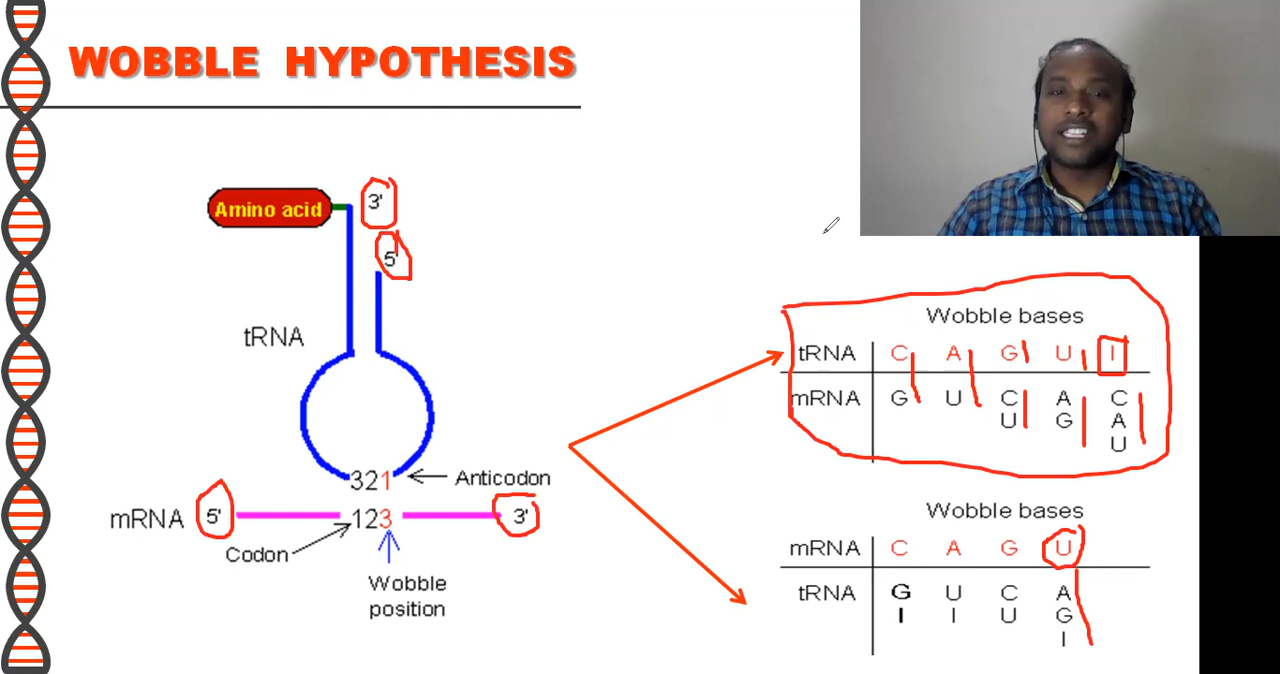 WOBBLE HYPOTHESIS
Amino acid
3'
5'
tRNA
321
Anticodon
mRNA
5'
123
3'
Codon
Wobble
position
Wobble bases
tRNA C A G U I
mRNA G U C A C
U G A
U
Wobble bases
mRNA C A G U
tRNA G U C A
I I U G
I